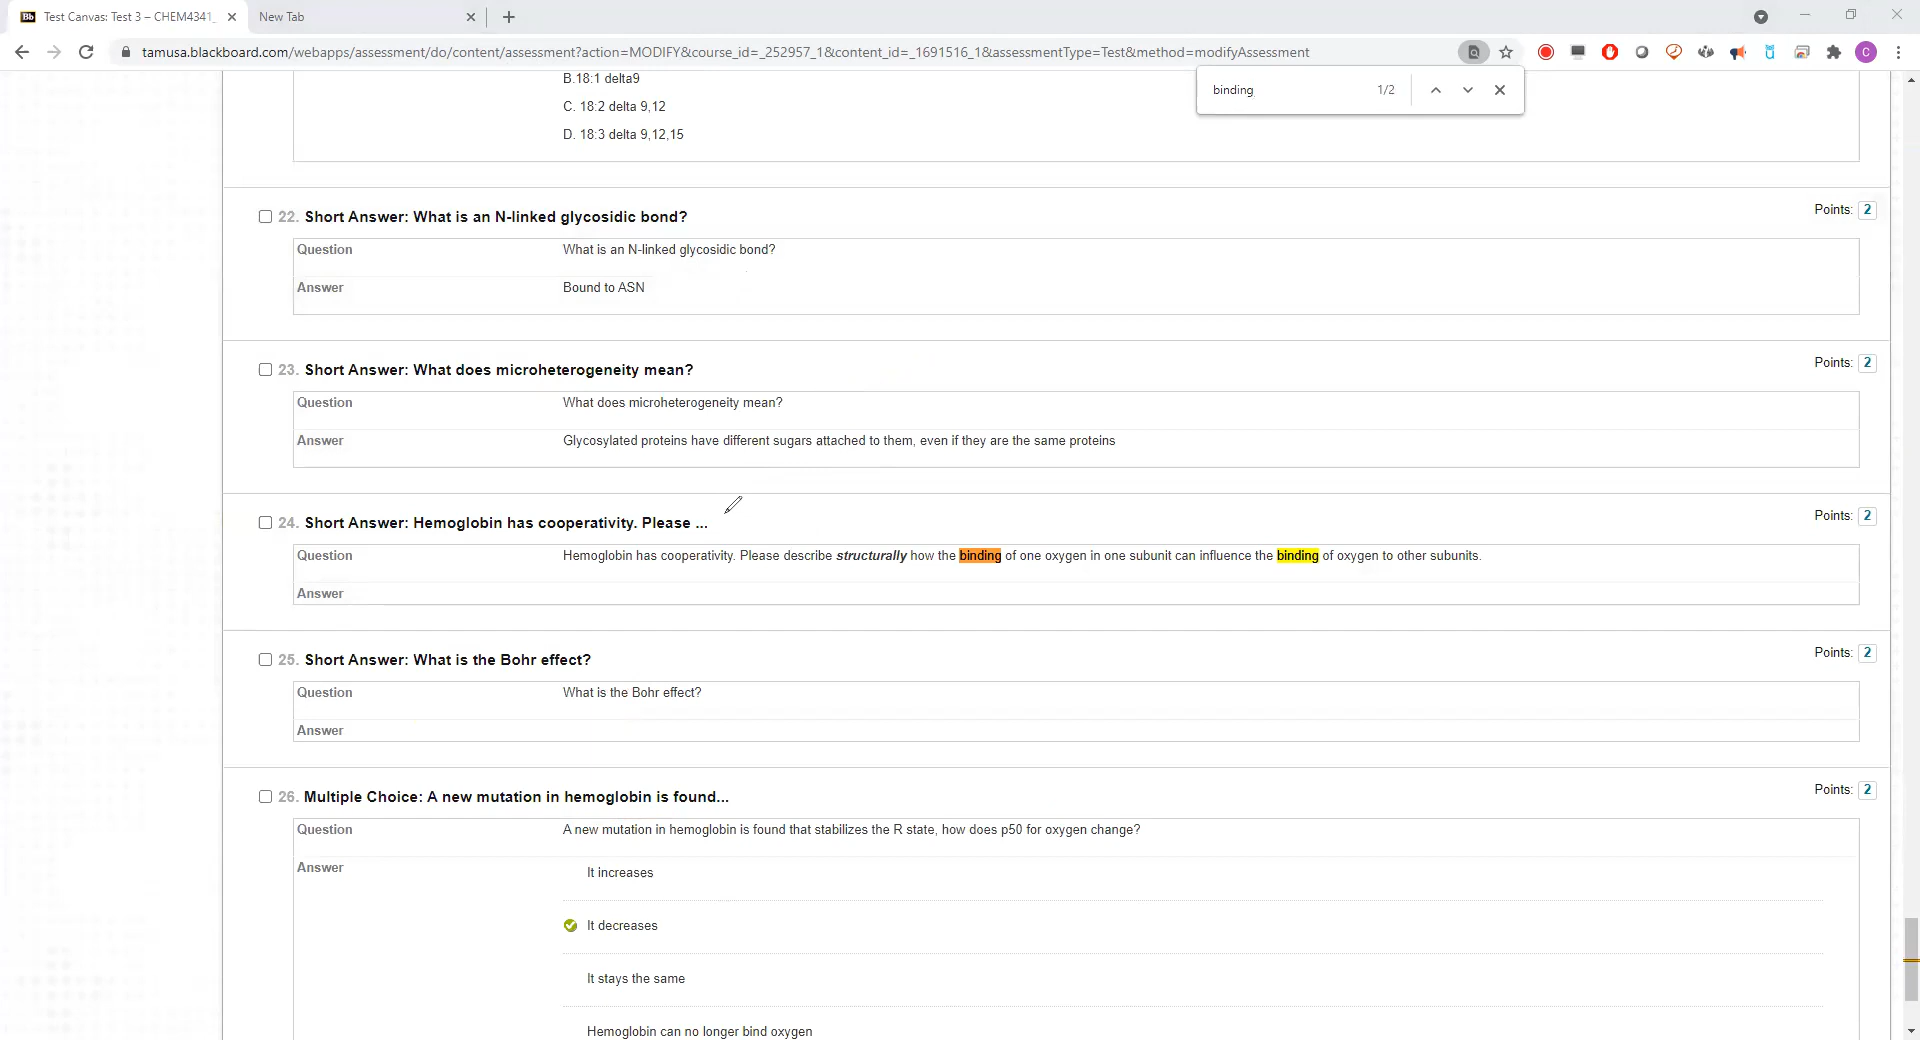 Bb Test Canvas: Test 3 – CHEM4341_
New Tab
tamusa.blackboard.com/webapps/assessment/do/content/assessment?action=MODIFY&course_id=_252957_1&content_id=_1691516_1&assessmentType=Test&method=modifyAssessment
C
binding 1/2
B.18:1 delta9
C. 18:2 delta 9,12
D. 18:3 delta 9,12,15
22. Short Answer: What is an N-linked glycosidic bond? Points: 2
Question What is an N-linked glycosidic bond?
Answer Bound to ASN
23. Short Answer: What does microheterogeneity mean? Points: 2
Question What does microheterogeneity mean?
Answer Glycosylated proteins have different sugars attached to them, even if they are the same proteins
24. Short Answer: Hemoglobin has cooperativity. Please ... Points: 2
Question Hemoglobin has cooperativity. Please describe structurally how the binding of one oxygen in one subunit can influence the binding of oxygen to other subunits.
Answer
25. Short Answer: What is the Bohr effect? Points: 2
Question What is the Bohr effect?
Answer
26. Multiple Choice: A new mutation in hemoglobin is found... Points: 2
Question A new mutation in hemoglobin is found that stabilizes the R state, how does p50 for oxygen change?
Answer It increases
It decreases
It stays the same
Hemoglobin can no longer bind oxygen